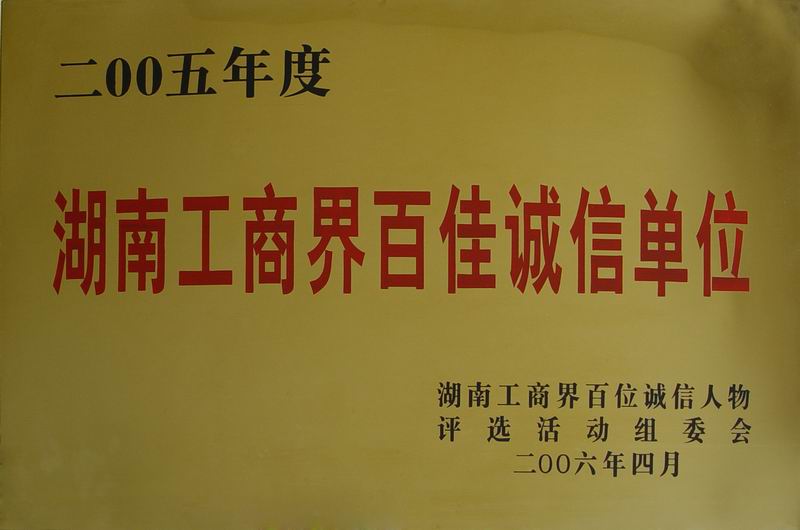 二00五年度
湖南工商界百佳诚信单位
湖南工商界百位诚信人物
评选活动组委会
二00六年四月